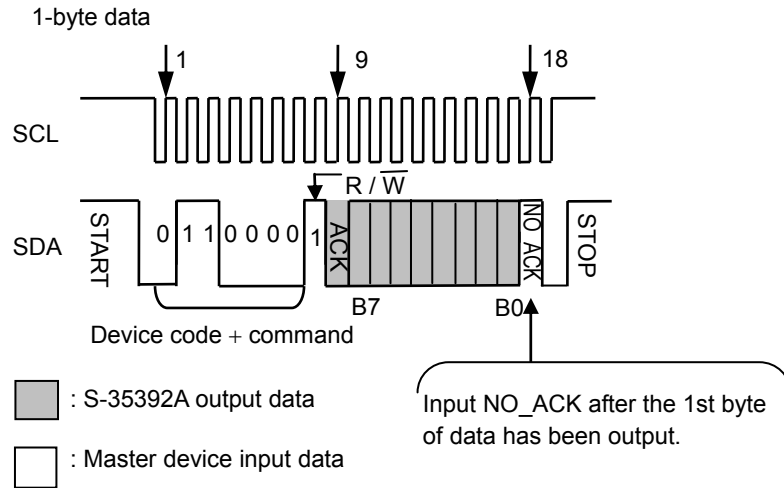 1-byte data
1
9
18
SCL
R / W
SDA
START
0 1 1 0 0 0 0 1
ACK
NO_ACK
STOP
B7
B0
Device code + command
: S-35392A output data
: Master device input data
Input NO_ACK after the 1st byte
of data has been output.